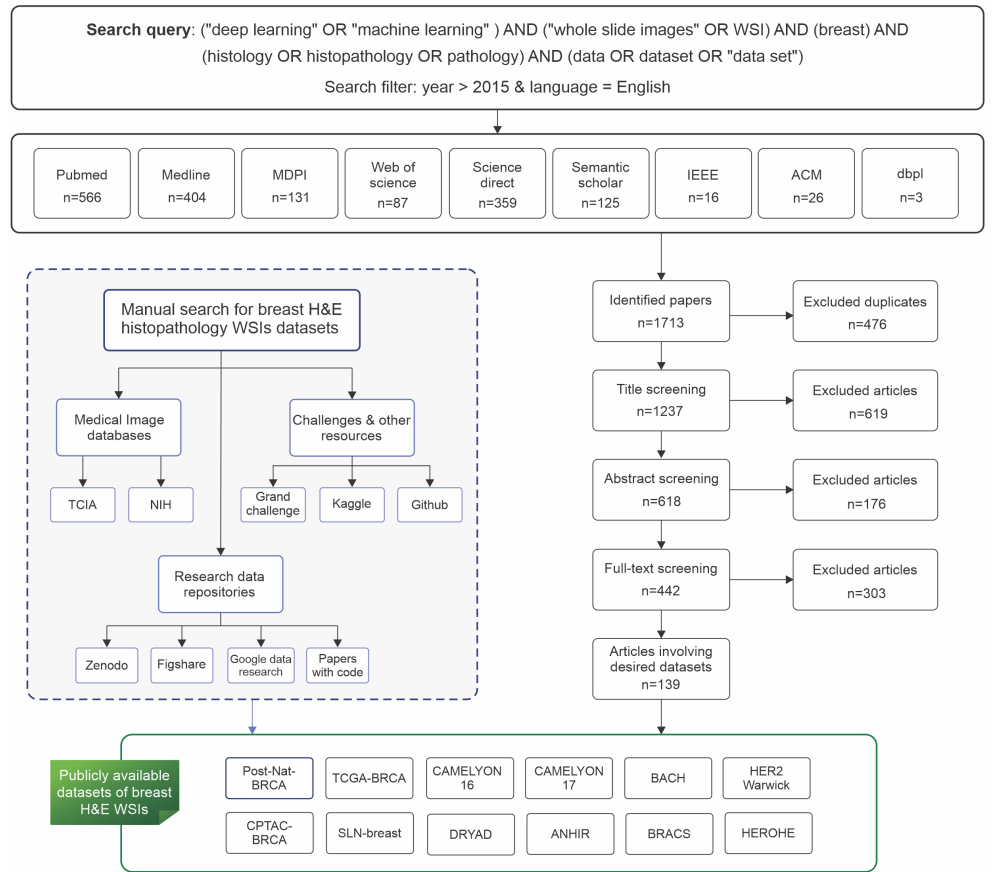 Search query: ("deep learning" OR "machine learning" ) AND ("whole slide images" OR WSI) AND (breast) AND
(histology OR histopathology OR pathology) AND (data OR dataset OR "data set")
Search filter: year > 2015 & language = English
Pubmed
n=566
Medline
n=404
MDPI
n=131
Web of
science
n=87
Science
direct
n=359
Semantic
scholar
n=125
IEEE
n=16
ACM
n=26
dbpl
n=3
Manual search for breast H&E
histopathology WSIs datasets
Medical Image
databases
TCIA
NIH
Challenges & other
resources
Grand
challenge
Kaggle
Github
Research data
repositories
Zenodo
Figshare
Google data
research
Papers
with code
Identified papers
n=1713
Excluded duplicates
n=476
Title screening
n=1237
Excluded articles
n=619
Abstract screening
n=618
Excluded articles
n=176
Full-text screening
n=442
Excluded articles
n=303
Articles involving
desired datasets
n=139
Publicly available
datasets of breast
H&E WSIs
Post-Nat-
BRCA
TCGA-BRCA
CAMELYON
16
CAMELYON
17
BACH
HER2
Warwick
CPTAC-
BRCA
SLN-breast
DRYAD
ANHIR
BRACS
HEROHE